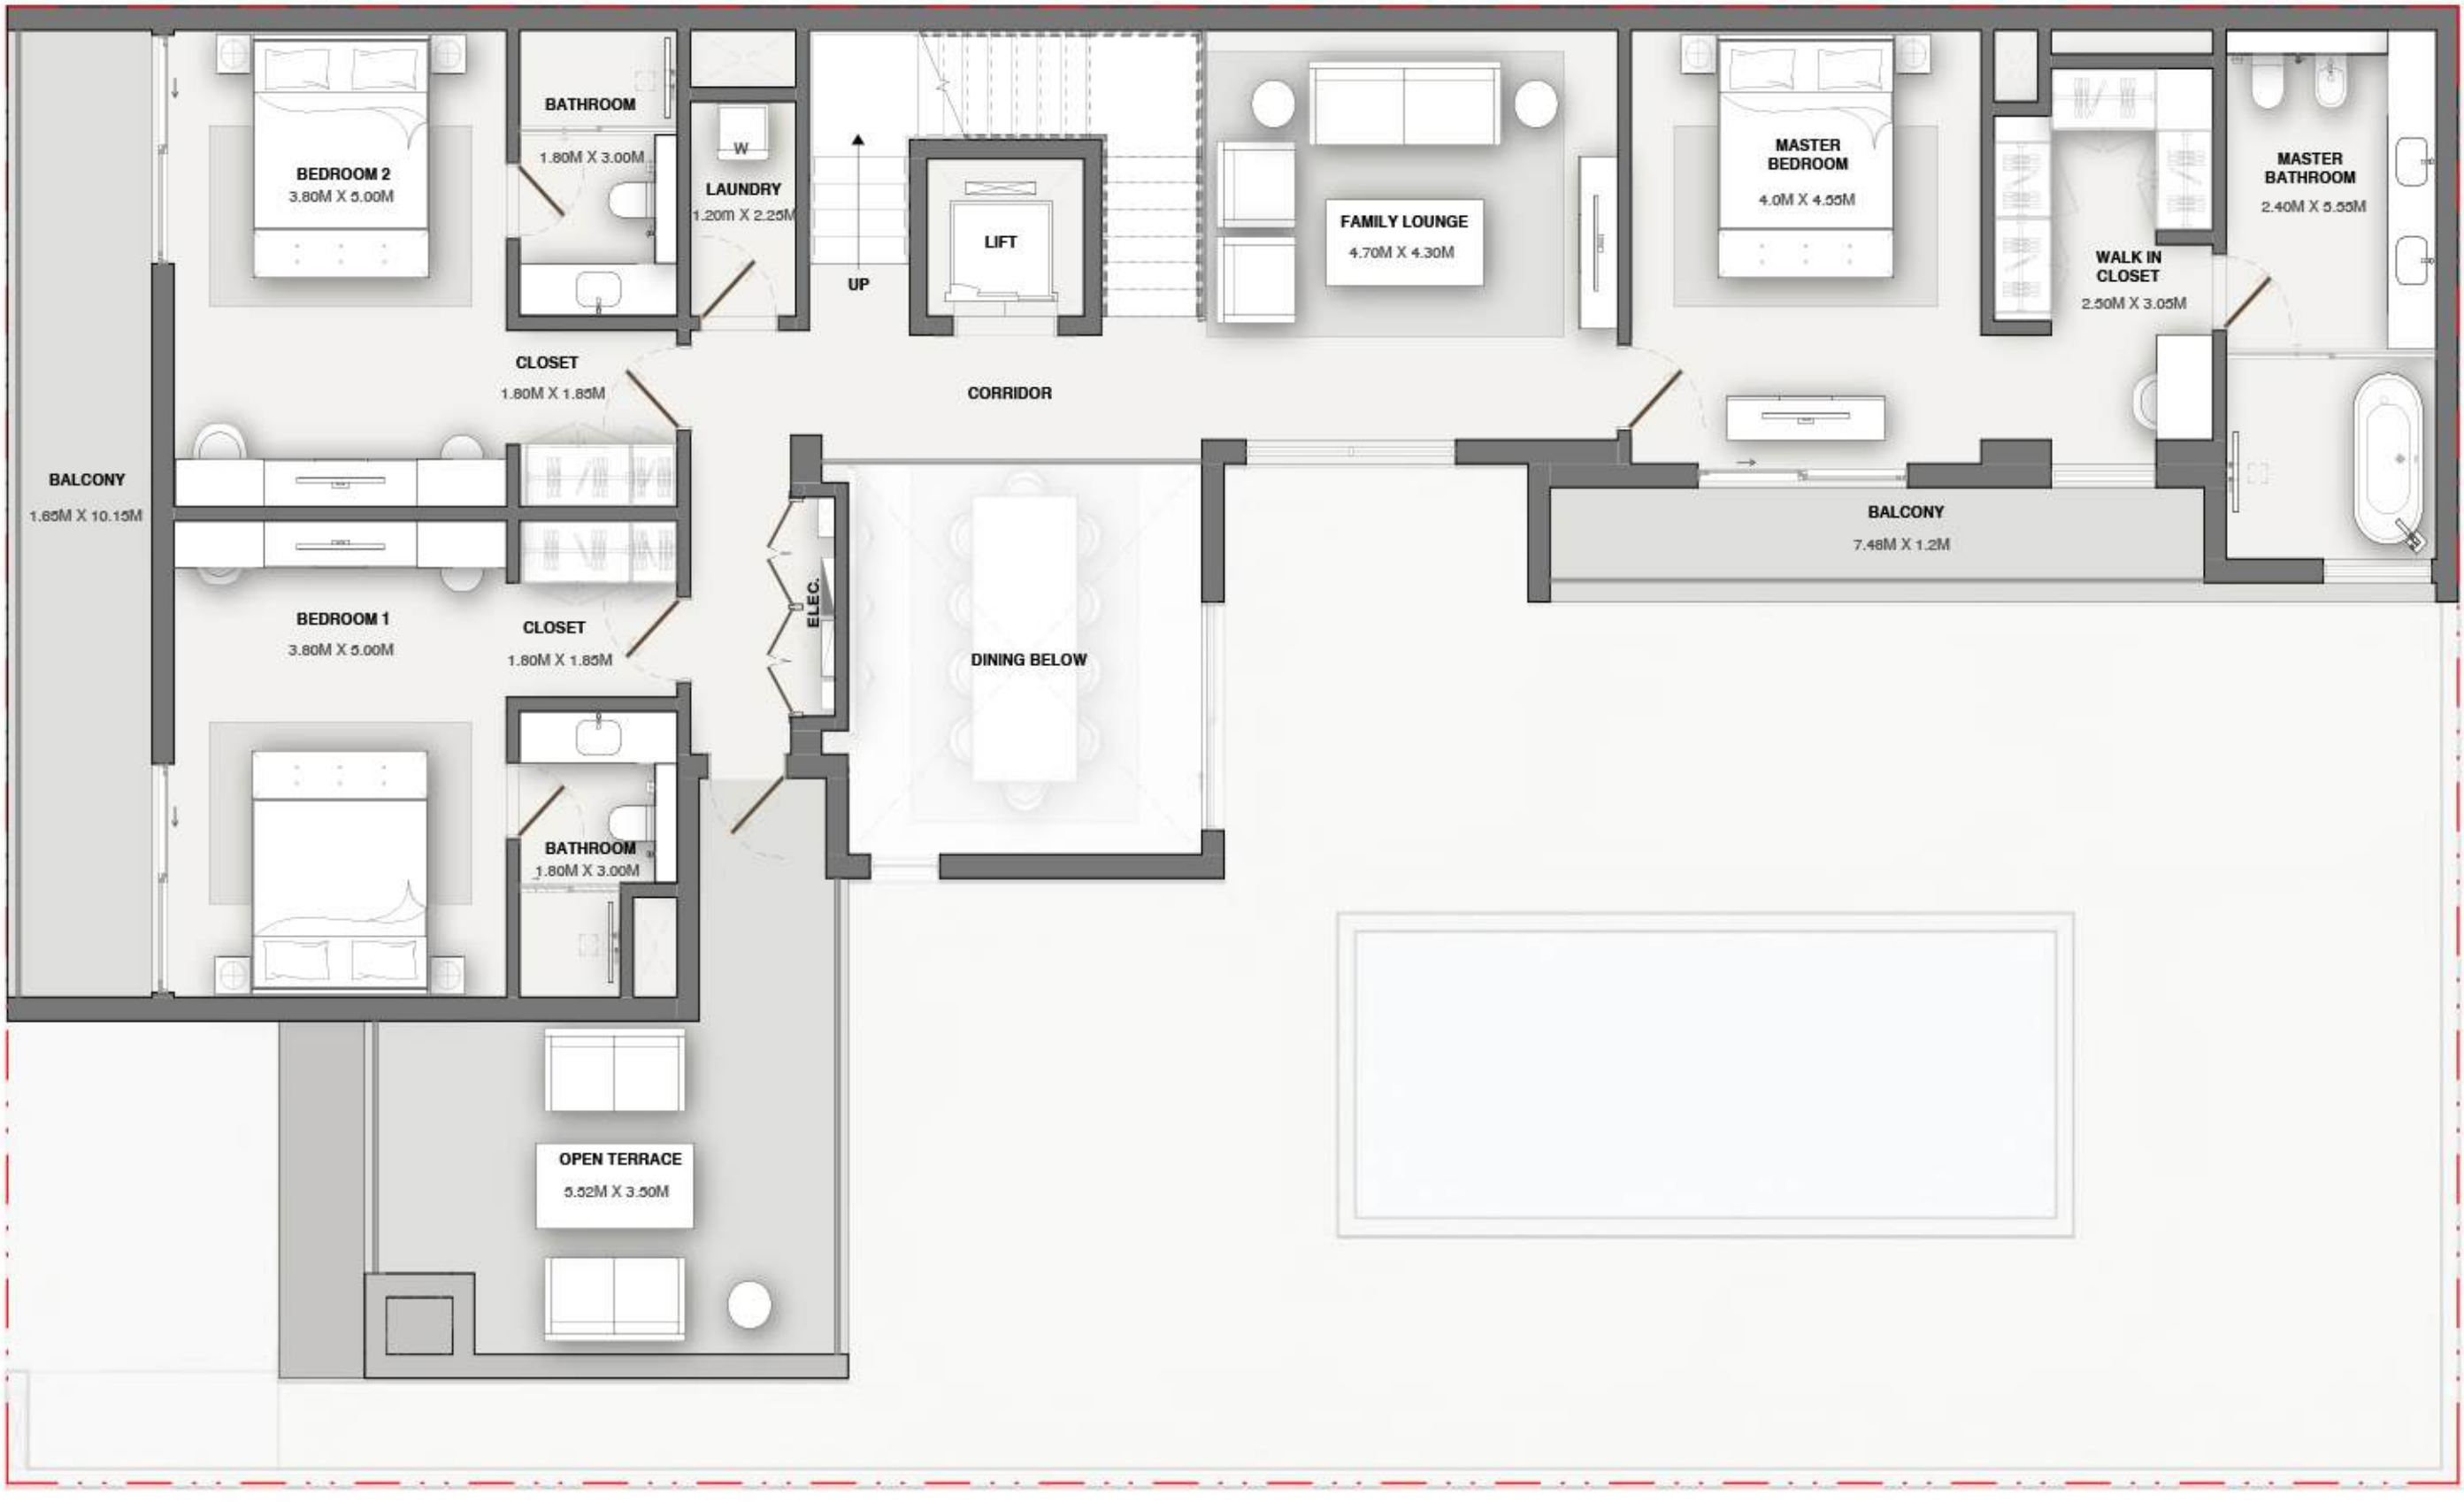 BATHROOM
1.80M X 3.00M
BEDROOM 2
3.80M X 5.00M
W
LAUNDRY
1.20m X 2.25M
LIFT
UP
FAMILY LOUNGE
4.70M X 4.30M
MASTER
BEDROOM
4.0M X 4.55M
MASTER
BATHROOM
2.40M X 5.55M
WALK IN
CLOSET
2.50M X 3.05M
CLOSET
1.80M X 1.85M
CORRIDOR
BALCONY
1.65M X 10.15M
BALCONY
7.48M X 1.2M
ELEC.
BEDROOM 1
3.80M X 5.00M
CLOSET
1.80M X 1.85M
DINING BELOW
BATHROOM
1.80M X 3.00M
OPEN TERRACE
5.52M X 3.50M